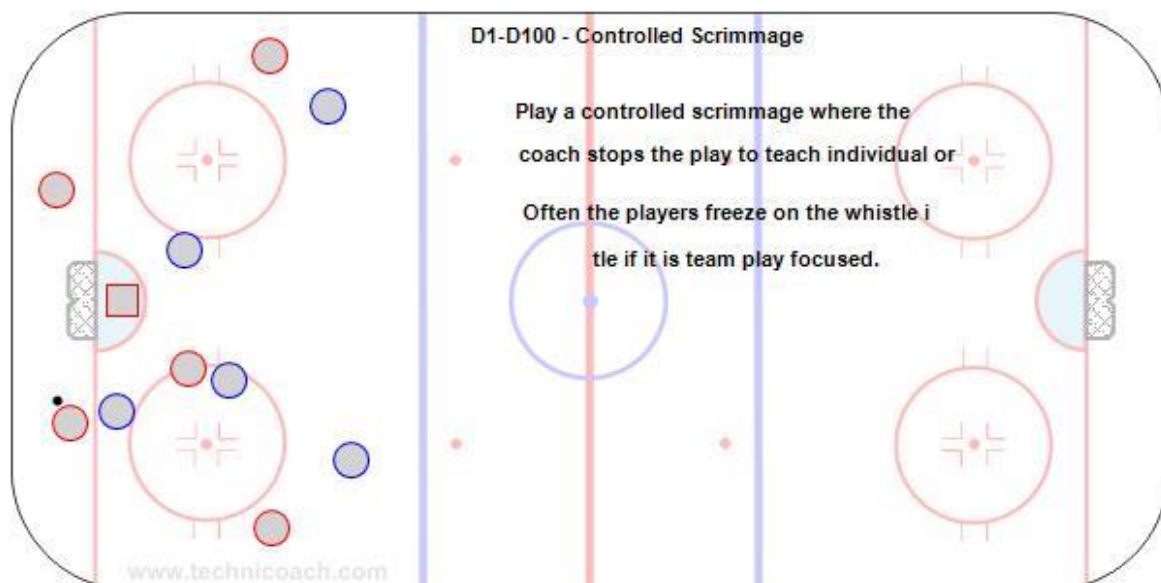 D1-D100 - Controlled Scrimmage
Play a controlled scrimmage where the
coach stops the play to teach individual or
Often the players freeze on the whistle i
tle if it is team play focused.
www.technicoach.com